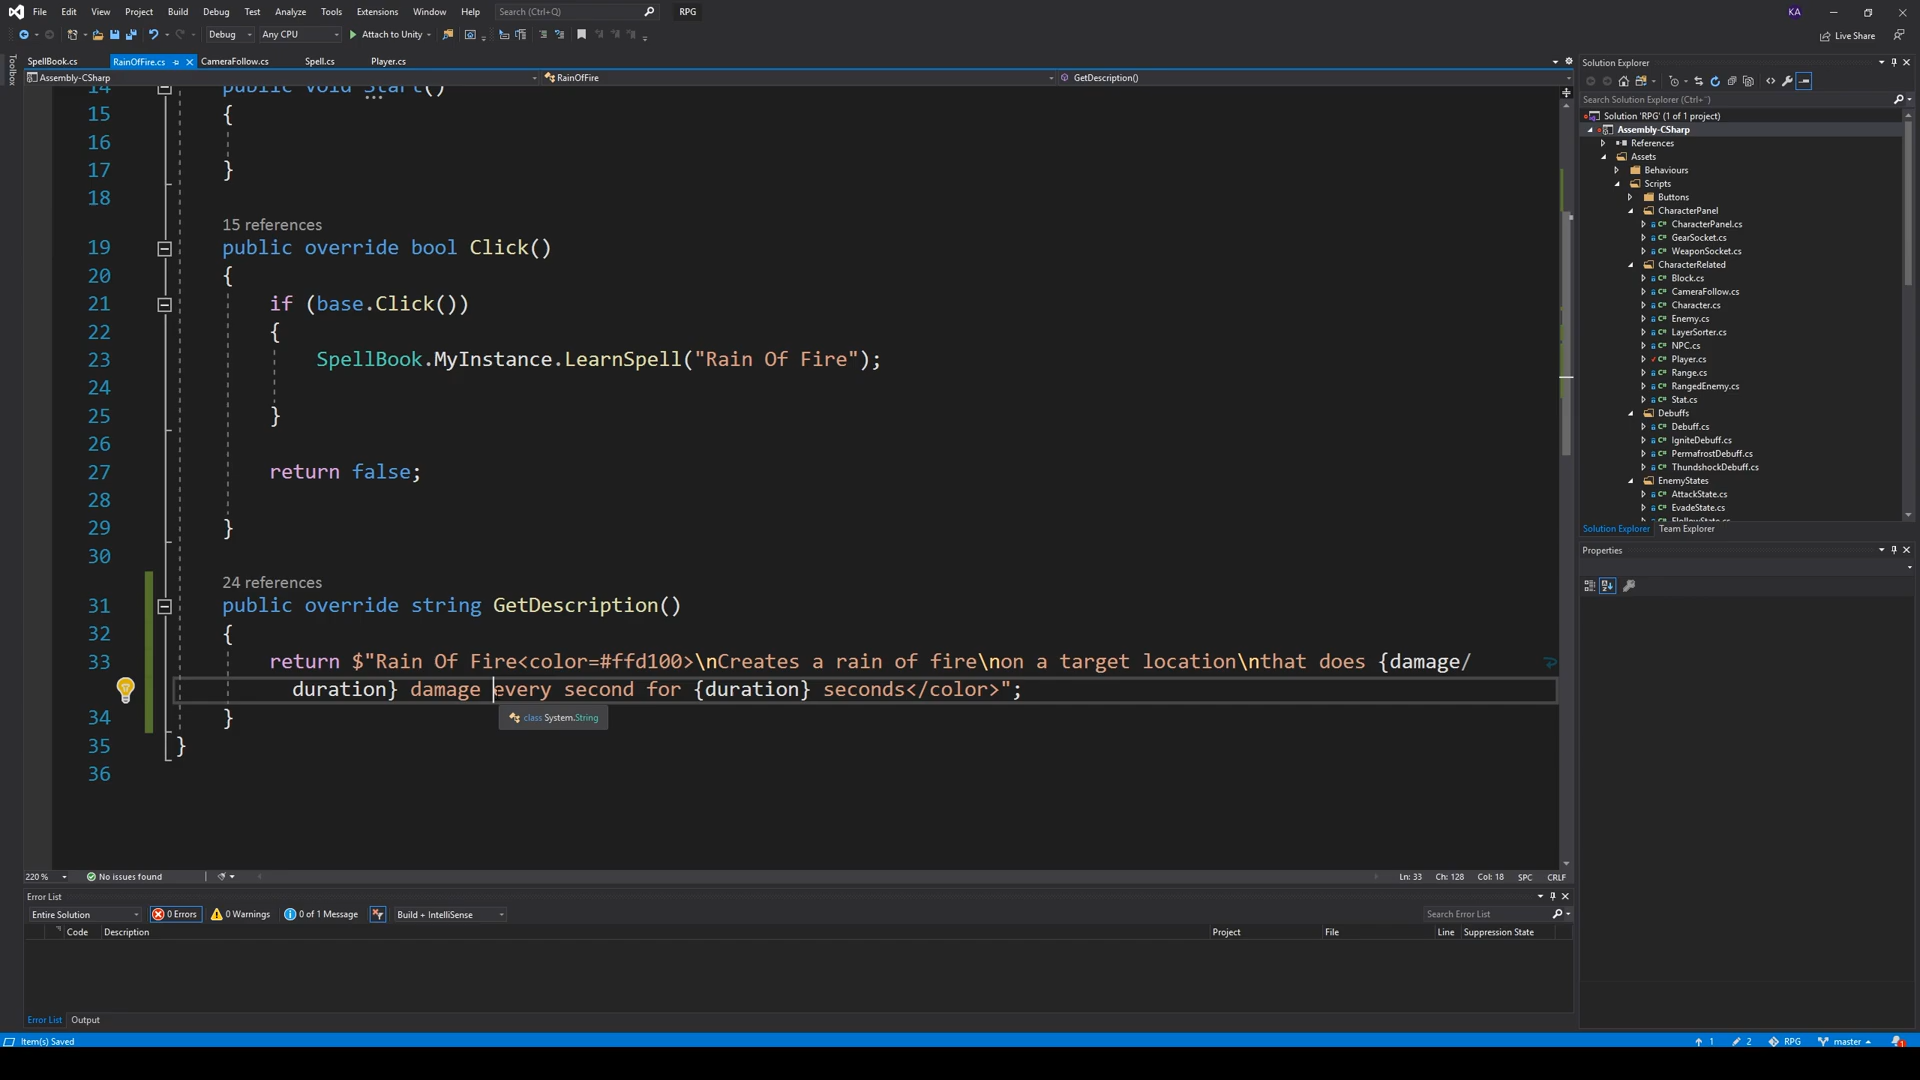 File Edit View Project Build Debug Test Analyze Tools Extensions Window Help Search (Ctrl+Q) RPG KA
Debug Any CPU Attach to Unity Live Share
Toolbox
SpellBook.cs RainOfFire.cs CameraFollow.cs Spell.cs Player.cs
Assembly-CSharp RainOfFire GetDescription()
14 public void Start()
15 {
16
17 }
18
15 references
19 public override bool Click()
20 {
21 if (base.Click())
22 {
23 SpellBook.MyInstance.LearnSpell("Rain Of Fire");
24
25 }
26
27 return false;
28
29 }
30
24 references
31 public override string GetDescription()
32 {
33 return $"Rain Of Fire<color=#ffd100>\nCreates a rain of fire\non a target location\nthat does {damage/
duration} damage every second for {duration} seconds</color>";
class System.String
34 }
35 }
36
220 % No issues found Ln: 33 Ch: 128 Col: 18 SPC CRLF
Error List
Entire Solution 0 Errors 0 Warnings 0 of 1 Message Build + IntelliSense Search Error List
Code Description Project File Line Suppression State
Error List Output
Item(s) Saved 1 2 RPG master 1
Solution Explorer
Search Solution Explorer (Ctrl+¨)
Solution 'RPG' (1 of 1 project)
Assembly-CSharp
References
Assets
Behaviours
Scripts
Buttons
CharacterPanel
CharacterPanel.cs
GearSocket.cs
WeaponSocket.cs
CharacterRelated
Block.cs
CameraFollow.cs
Character.cs
Enemy.cs
LayerSorter.cs
NPC.cs
Player.cs
Range.cs
RangedEnemy.cs
Stat.cs
Debuffs
Debuff.cs
IgniteDebuff.cs
PermafrostDebuff.cs
ThundshockDebuff.cs
EnemyStates
AttackState.cs
EvadeState.cs
Solution Explorer Team Explorer
Properties